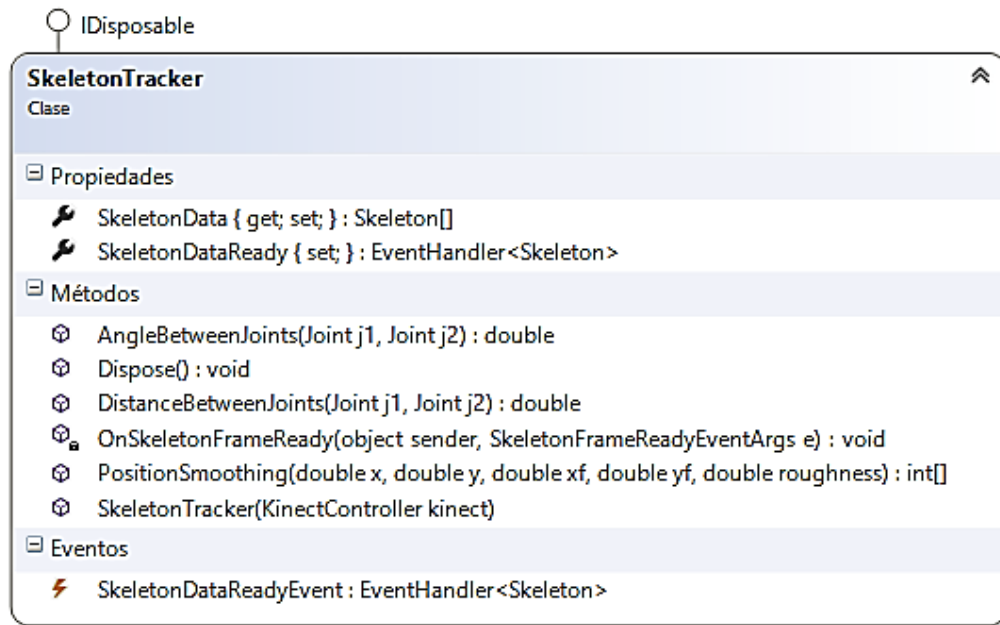 IDisposable
SkeletonTracker
Clase
Propiedades
SkeletonData { get; set; } : Skeleton[]
SkeletonDataReady { set; } : EventHandler<Skeleton>
Métodos
AngleBetweenJoints(Joint j1, Joint j2) : double
Dispose() : void
DistanceBetweenJoints(Joint j1, Joint j2) : double
OnSkeletonFrameReady(object sender, SkeletonFrameReadyEventArgs e) : void
PositionSmoothing(double x, double y, double xf, double yf, double roughness) : int[]
SkeletonTracker(KinectController kinect)
Eventos
SkeletonDataReadyEvent : EventHandler<Skeleton>